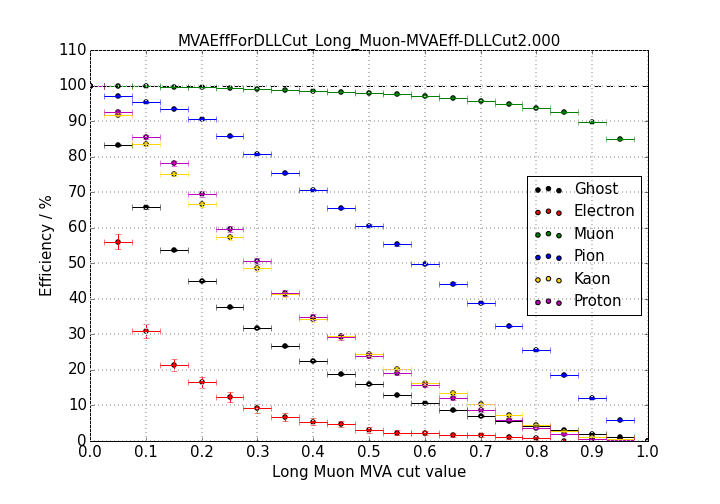 MVAEffForDLLCut_Long_Muon-MVAEff-DLLCut2.000
110
100
90
80
70
60
50
40
30
20
10
0
Efficiency / %
Ghost
Electron
Muon
Pion
Kaon
Proton
0.0 0.1 0.2 0.3 0.4 0.5 0.6 0.7 0.8 0.9 1.0
Long Muon MVA cut value